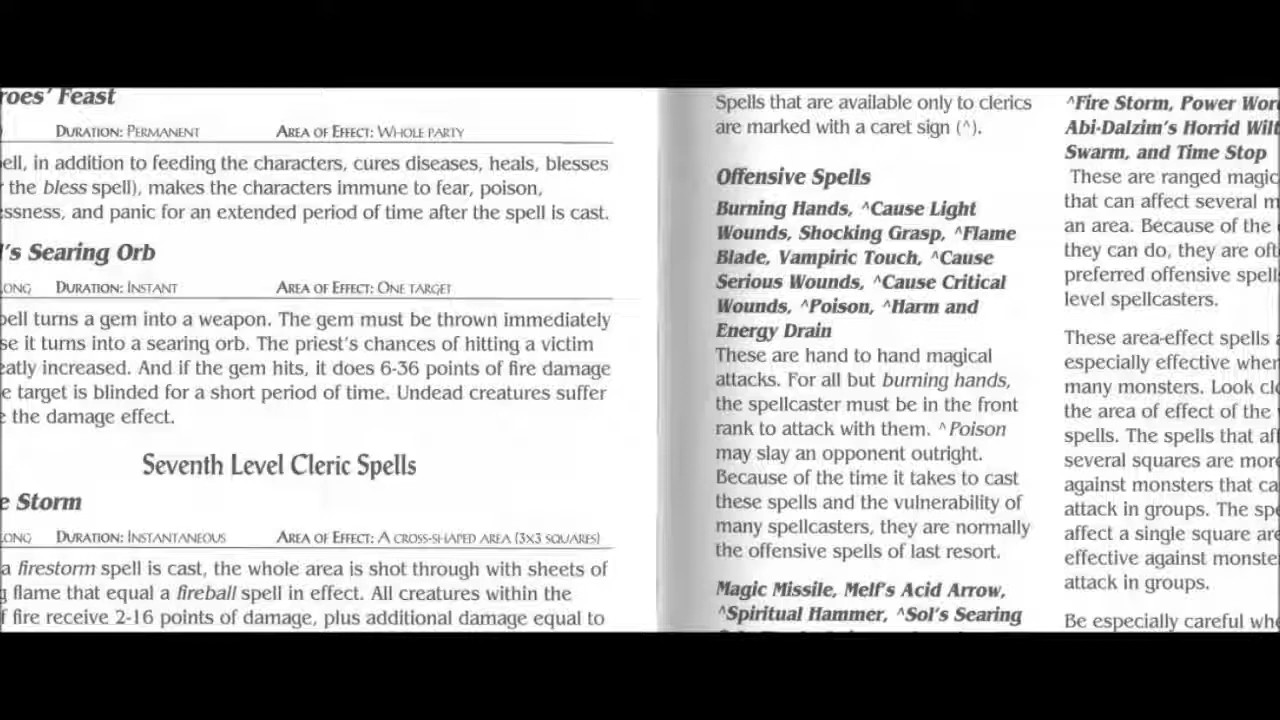 roes' Feast
DURATION: PERMANENT AREA OF EFFECT: WHOLE PARTY
ell, in addition to feeding the characters, cures diseases, heals, blesses
the bless spell), makes the characters immune to fear, poison,
ssness, and panic for an extended period of time after the spell is cast.
's Searing Orb
ONG DURATION: INSTANT AREA OF EFFECT: ONE TARGET
pell turns a gem into a weapon. The gem must be thrown immediately
se it turns into a searing orb. The priest's chances of hitting a victim
eatly increased. And if the gem hits, it does 6-36 points of fire damage
e target is blinded for a short period of time. Undead creatures suffer
e the damage effect.
Seventh Level Cleric Spells
e Storm
ONG DURATION: INSTANTANEOUS AREA OF EFFECT: A CROSS-SHAPED AREA (3X3 SQUARES)
a firestorm spell is cast, the whole area is shot through with sheets of
g flame that equal a fireball spell in effect. All creatures within the
f fire receive 2-16 points of damage, plus additional damage equal to
Spells that are available only to clerics
are marked with a caret sign (^).
Offensive Spells
Burning Hands, ^Cause Light
Wounds, Shocking Grasp, ^Flame
Blade, Vampiric Touch, ^Cause
Serious Wounds, ^Cause Critical
Wounds, ^Poison, ^Harm and
Energy Drain
These are hand to hand magical
attacks. For all but burning hands,
the spellcaster must be in the front
rank to attack with them. ^Poison
may slay an opponent outright.
Because of the time it takes to cast
these spells and the vulnerability of
many spellcasters, they are normally
the offensive spells of last resort.
Magic Missile, Melf's Acid Arrow,
^Spiritual Hammer, ^Sol's Searing
^Fire Storm, Power Wor
Abi-Dalzim's Horrid Wilt
Swarm, and Time Stop
These are ranged magic
that can affect several m
an area. Because of the
they can do, they are oft
preferred offensive spell
level spellcasters.
These area-effect spells a
especially effective when
many monsters. Look clo
the area of effect of the
spells. The spells that aff
several squares are more
against monsters that ca
attack in groups. The spe
affect a single square are
effective against monste
attack in groups.
Be especially careful whe